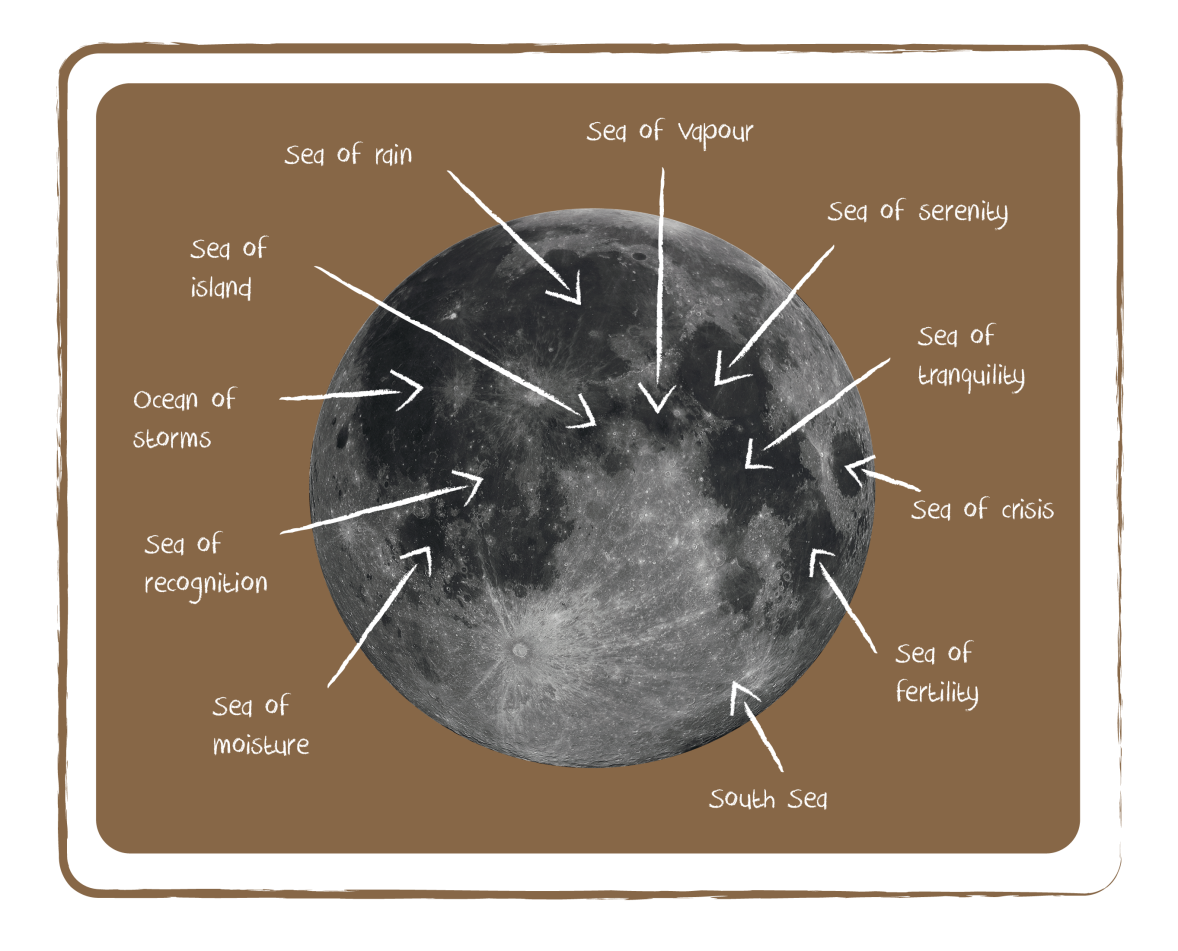 Sea of vapour
Sea of rain
Sea of serenity
Sea of
island
Sea of
tranquility
Ocean of
storms
Sea of crisis
Sea of
recognition
Sea of
fertility
Sea of
moisture
South Sea